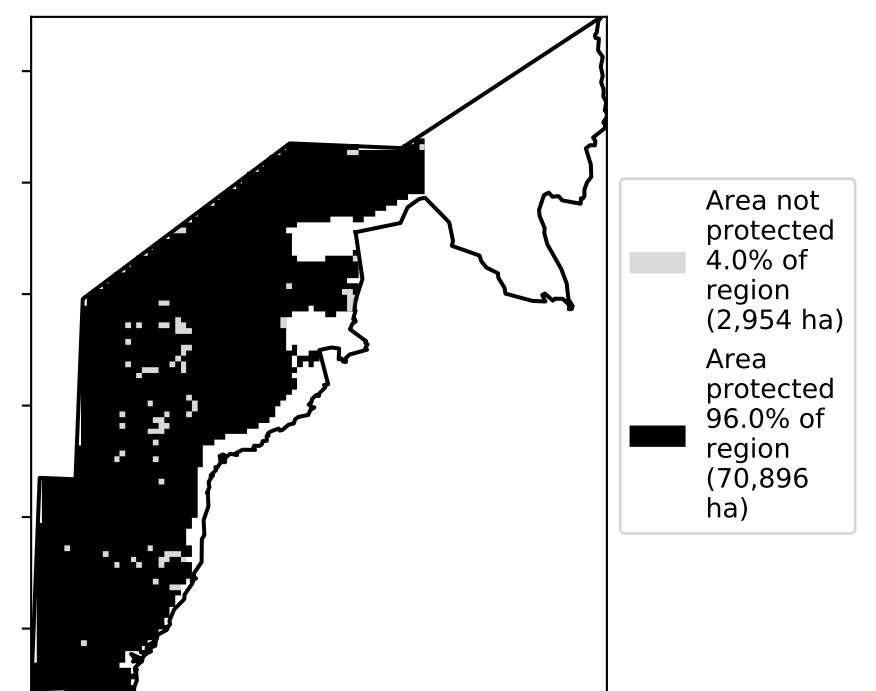 Area not
protected
4.0% of
region
(2,954 ha)
Area
protected
96.0% of
region
(70,896
ha)